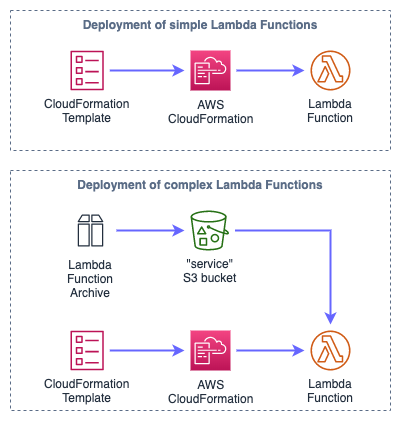 Deployment of simple Lambda Functions
CloudFormation
Template
AWS
CloudFormation
Lambda
Function
Deployment of complex Lambda Functions
Lambda
Function
Archive
"service"
S3 bucket
CloudFormation
Template
AWS
CloudFormation
Lambda
Function